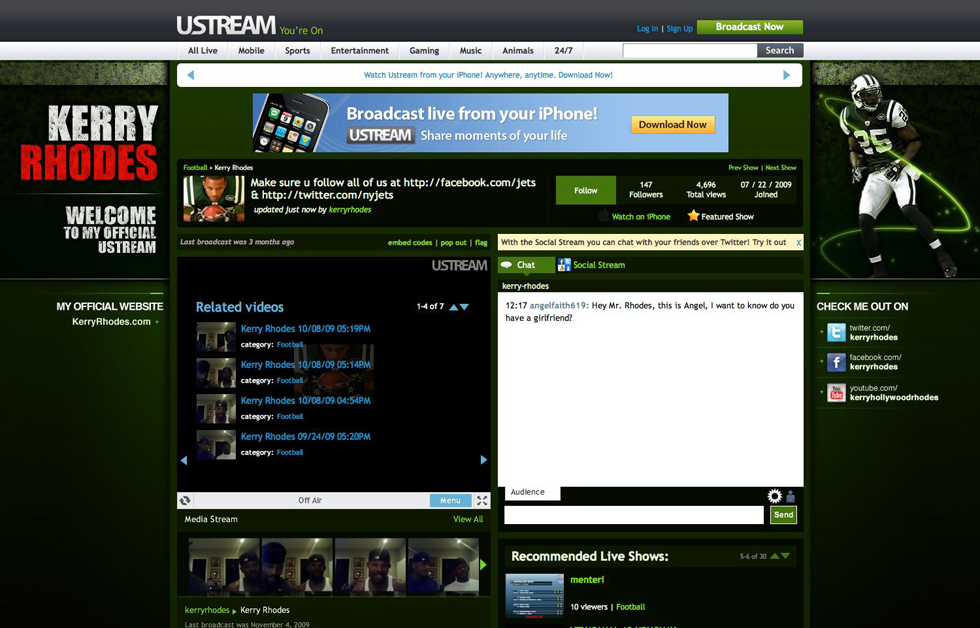 USTREAM You're On
Log in | Sign Up Broadcast Now
All Live Mobile Sports Entertainment Gaming Music Animals 24/7 Search
Watch Ustream from your iPhone! Anywhere, anytime. Download Now!
Broadcast live from your iPhone!
USTREAM Share moments of your life
Download Now
KERRY
RHODES
WELCOME
TO MY OFFICIAL
USTREAM
MY OFFICIAL WEBSITE
KerryRhodes.com
Football Kerry Rhodes
Prev Show | Next Show
Make sure u follow all of us at http://facebook.com/jets
& http://twitter.com/nyjets
updated just now by kerryrhodes
Follow
147
Followers
4,696
Total views
07 / 22 / 2009
Joined
Watch on iPhone
Featured Show
Last broadcast was 3 months ago
embed codes | pop out | flag
USTREAM
Related videos 1-4 of 7
Kerry Rhodes 10/08/09 05:19PM
category: Football
Kerry Rhodes 10/08/09 05:14PM
category: Football
Kerry Rhodes 10/08/09 04:54PM
category: Football
Kerry Rhodes 09/24/09 05:20PM
category: Football
Off Air Menu
Media Stream View All
kerryrhodes Kerry Rhodes
Last broadcast was November 4, 2009
With the Social Stream you can chat with your friends over Twitter! Try it out X
Chat Social Stream
kerry-rhodes
12:17 angelfaith619: Hey Mr. Rhodes, this is Angel, I want to know do you
have a girlfriend?
Audience
Send
Recommended Live Shows: 5-6 of 30
menteri
10 viewers | Football
25
CHECK ME OUT ON
twitter.com/
kerryrhodes
facebook.com/
kerryrhodes
youtube.com/
kerryhollywoodrhodes